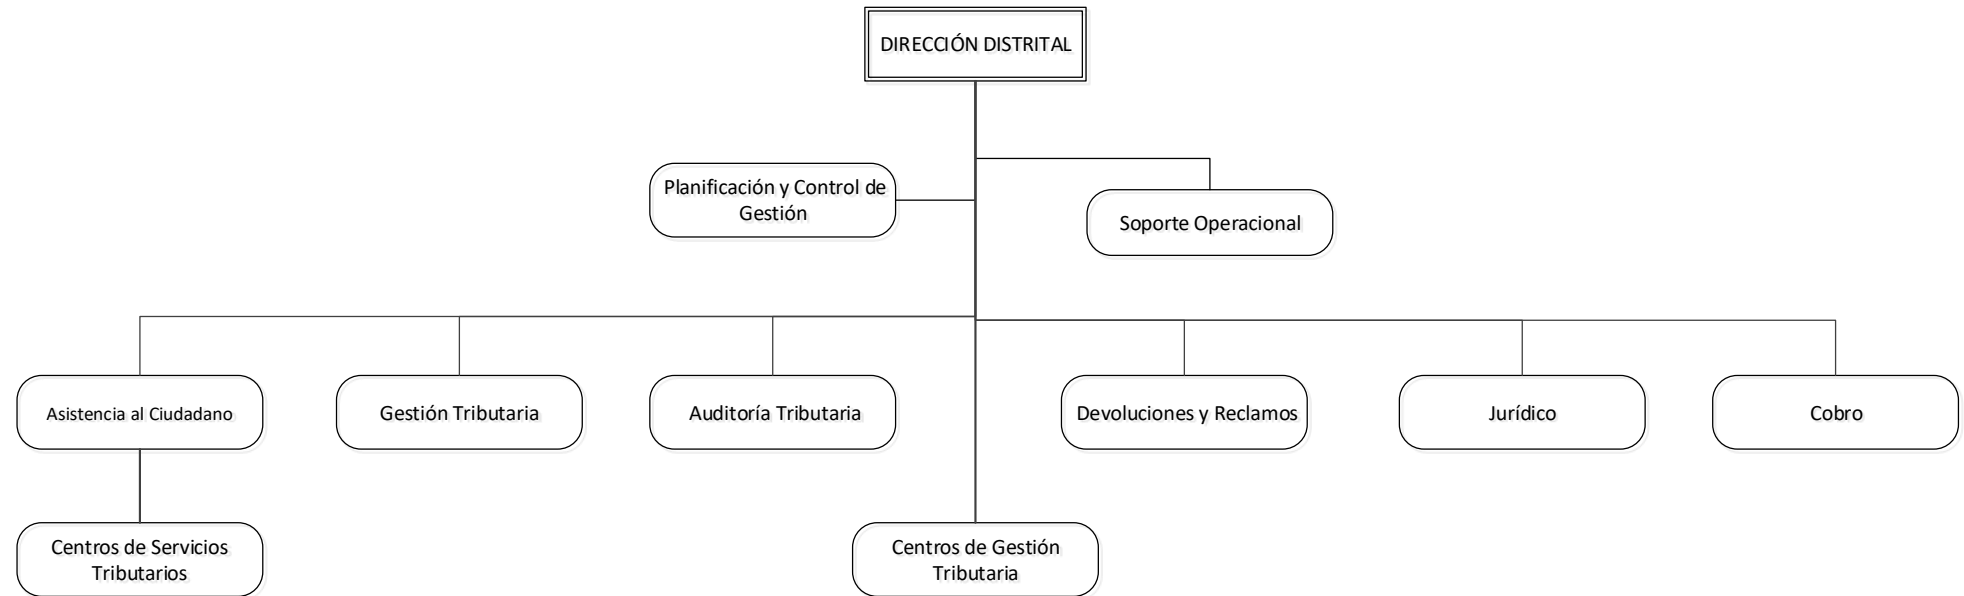 DIRECCIÓN DISTRITAL
Planificación y Control de
Gestión
Soporte Operacional
Asistencia al Ciudadano
Gestión Tributaria
Auditoría Tributaria
Devoluciones y Reclamos
Jurídico
Cobro
Centros de Servicios
Tributarios
Centros de Gestión
Tributaria